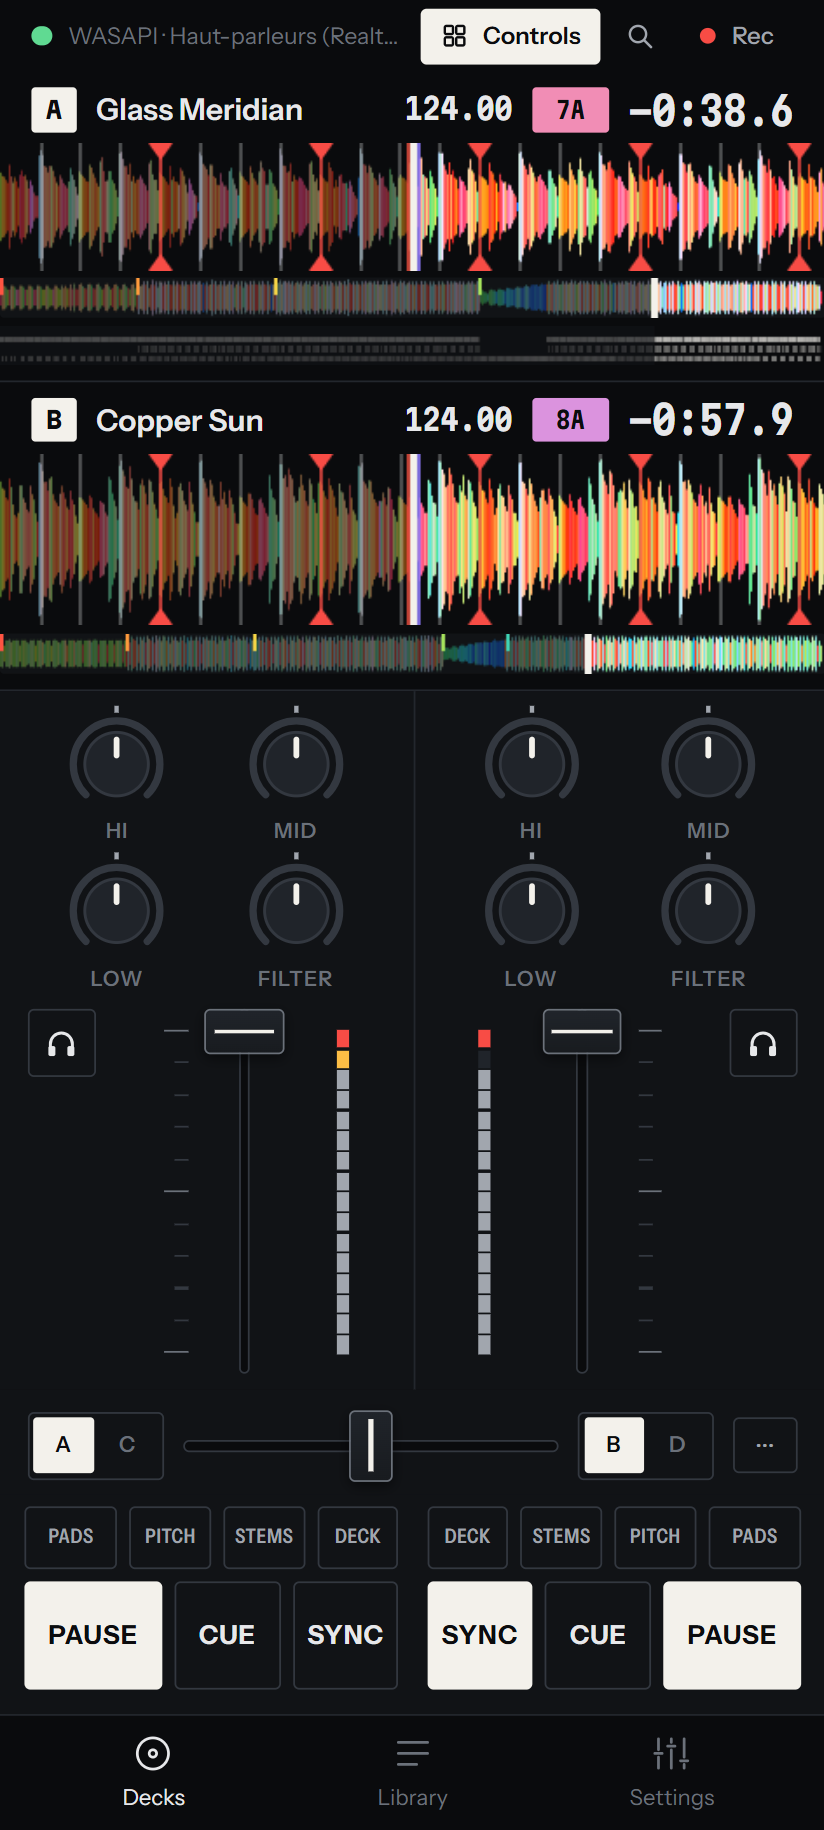 WASAPI · Haut-parleurs (Realt... Controls Rec
A Glass Meridian 124.00 7A −0:38.6
B Copper Sun 124.00 8A −0:57.9
HI MID HI MID
LOW FILTER LOW FILTER
A C B D ...
PADS PITCH STEMS DECK DECK STEMS PITCH PADS
PAUSE CUE SYNC SYNC CUE PAUSE
Decks Library Settings